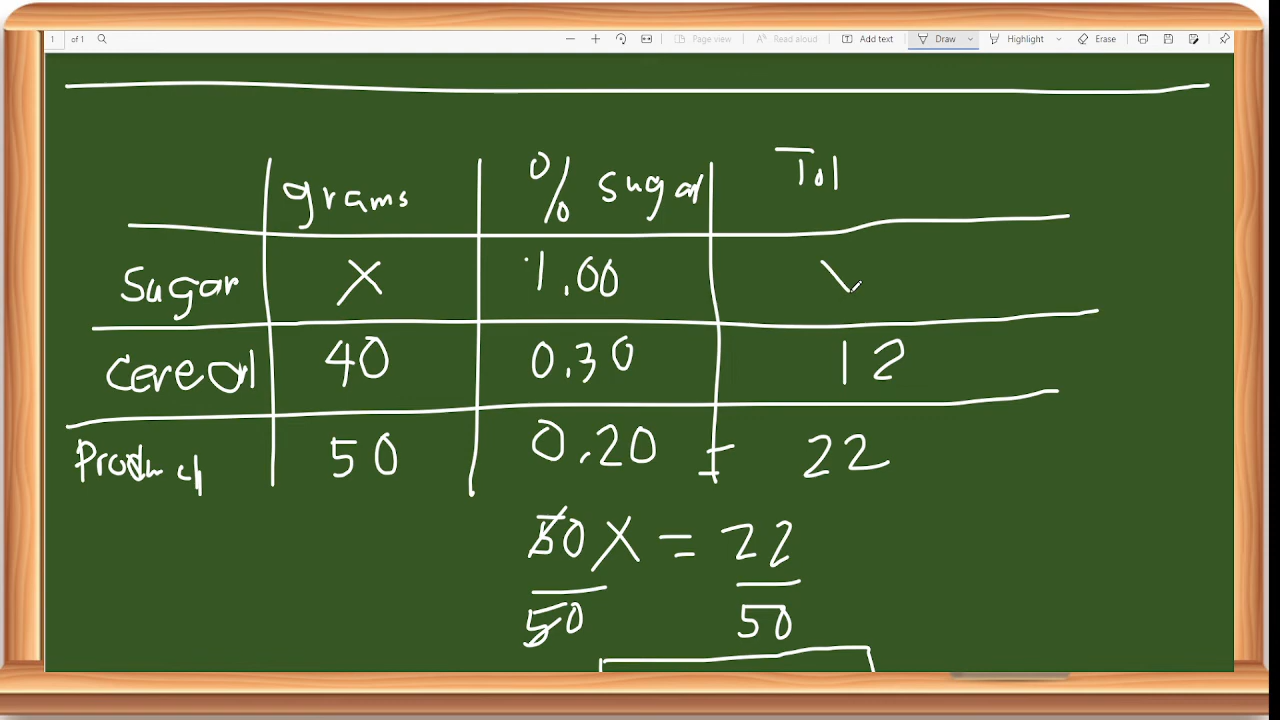 1 of 1 Page view Read aloud Add text Draw Highlight Erase
grams % sugar Tol
Sugar X 1.00
Cereal 40 0.30 12
Product 50 0.20 = 22
50X = 22
50 50